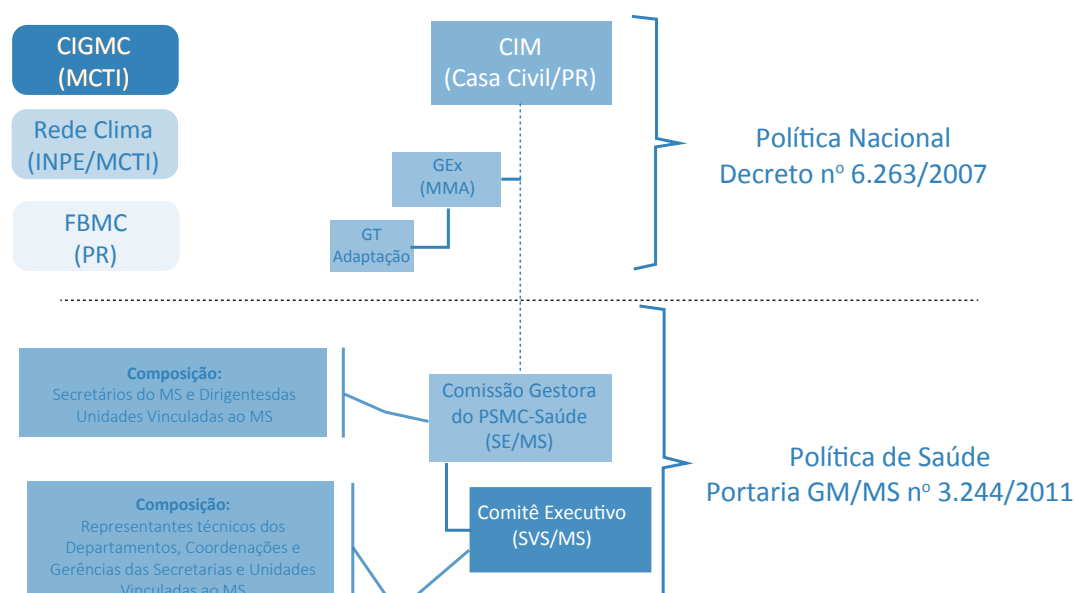 CIGMC
(MCTI)
Rede Clima
(INPE/MCTI)
FBMC
(PR)
CIM
(Casa Civil/PR)
GEx
(MMA)
GT
Adaptação
Política Nacional
Decreto nº 6.263/2007
Composição:
Secretários do MS e Dirigentesdas
Unidades Vinculadas ao MS
Comissão Gestora
do PSMC-Saúde
(SE/MS)
Composição:
Representantes técnicos dos
Departamentos, Coordenações e
Gerências das Secretarias e Unidades
Vinculadas ao MS
Comitê Executivo
(SVS/MS)
Política de Saúde
Portaria GM/MS nº 3.244/2011